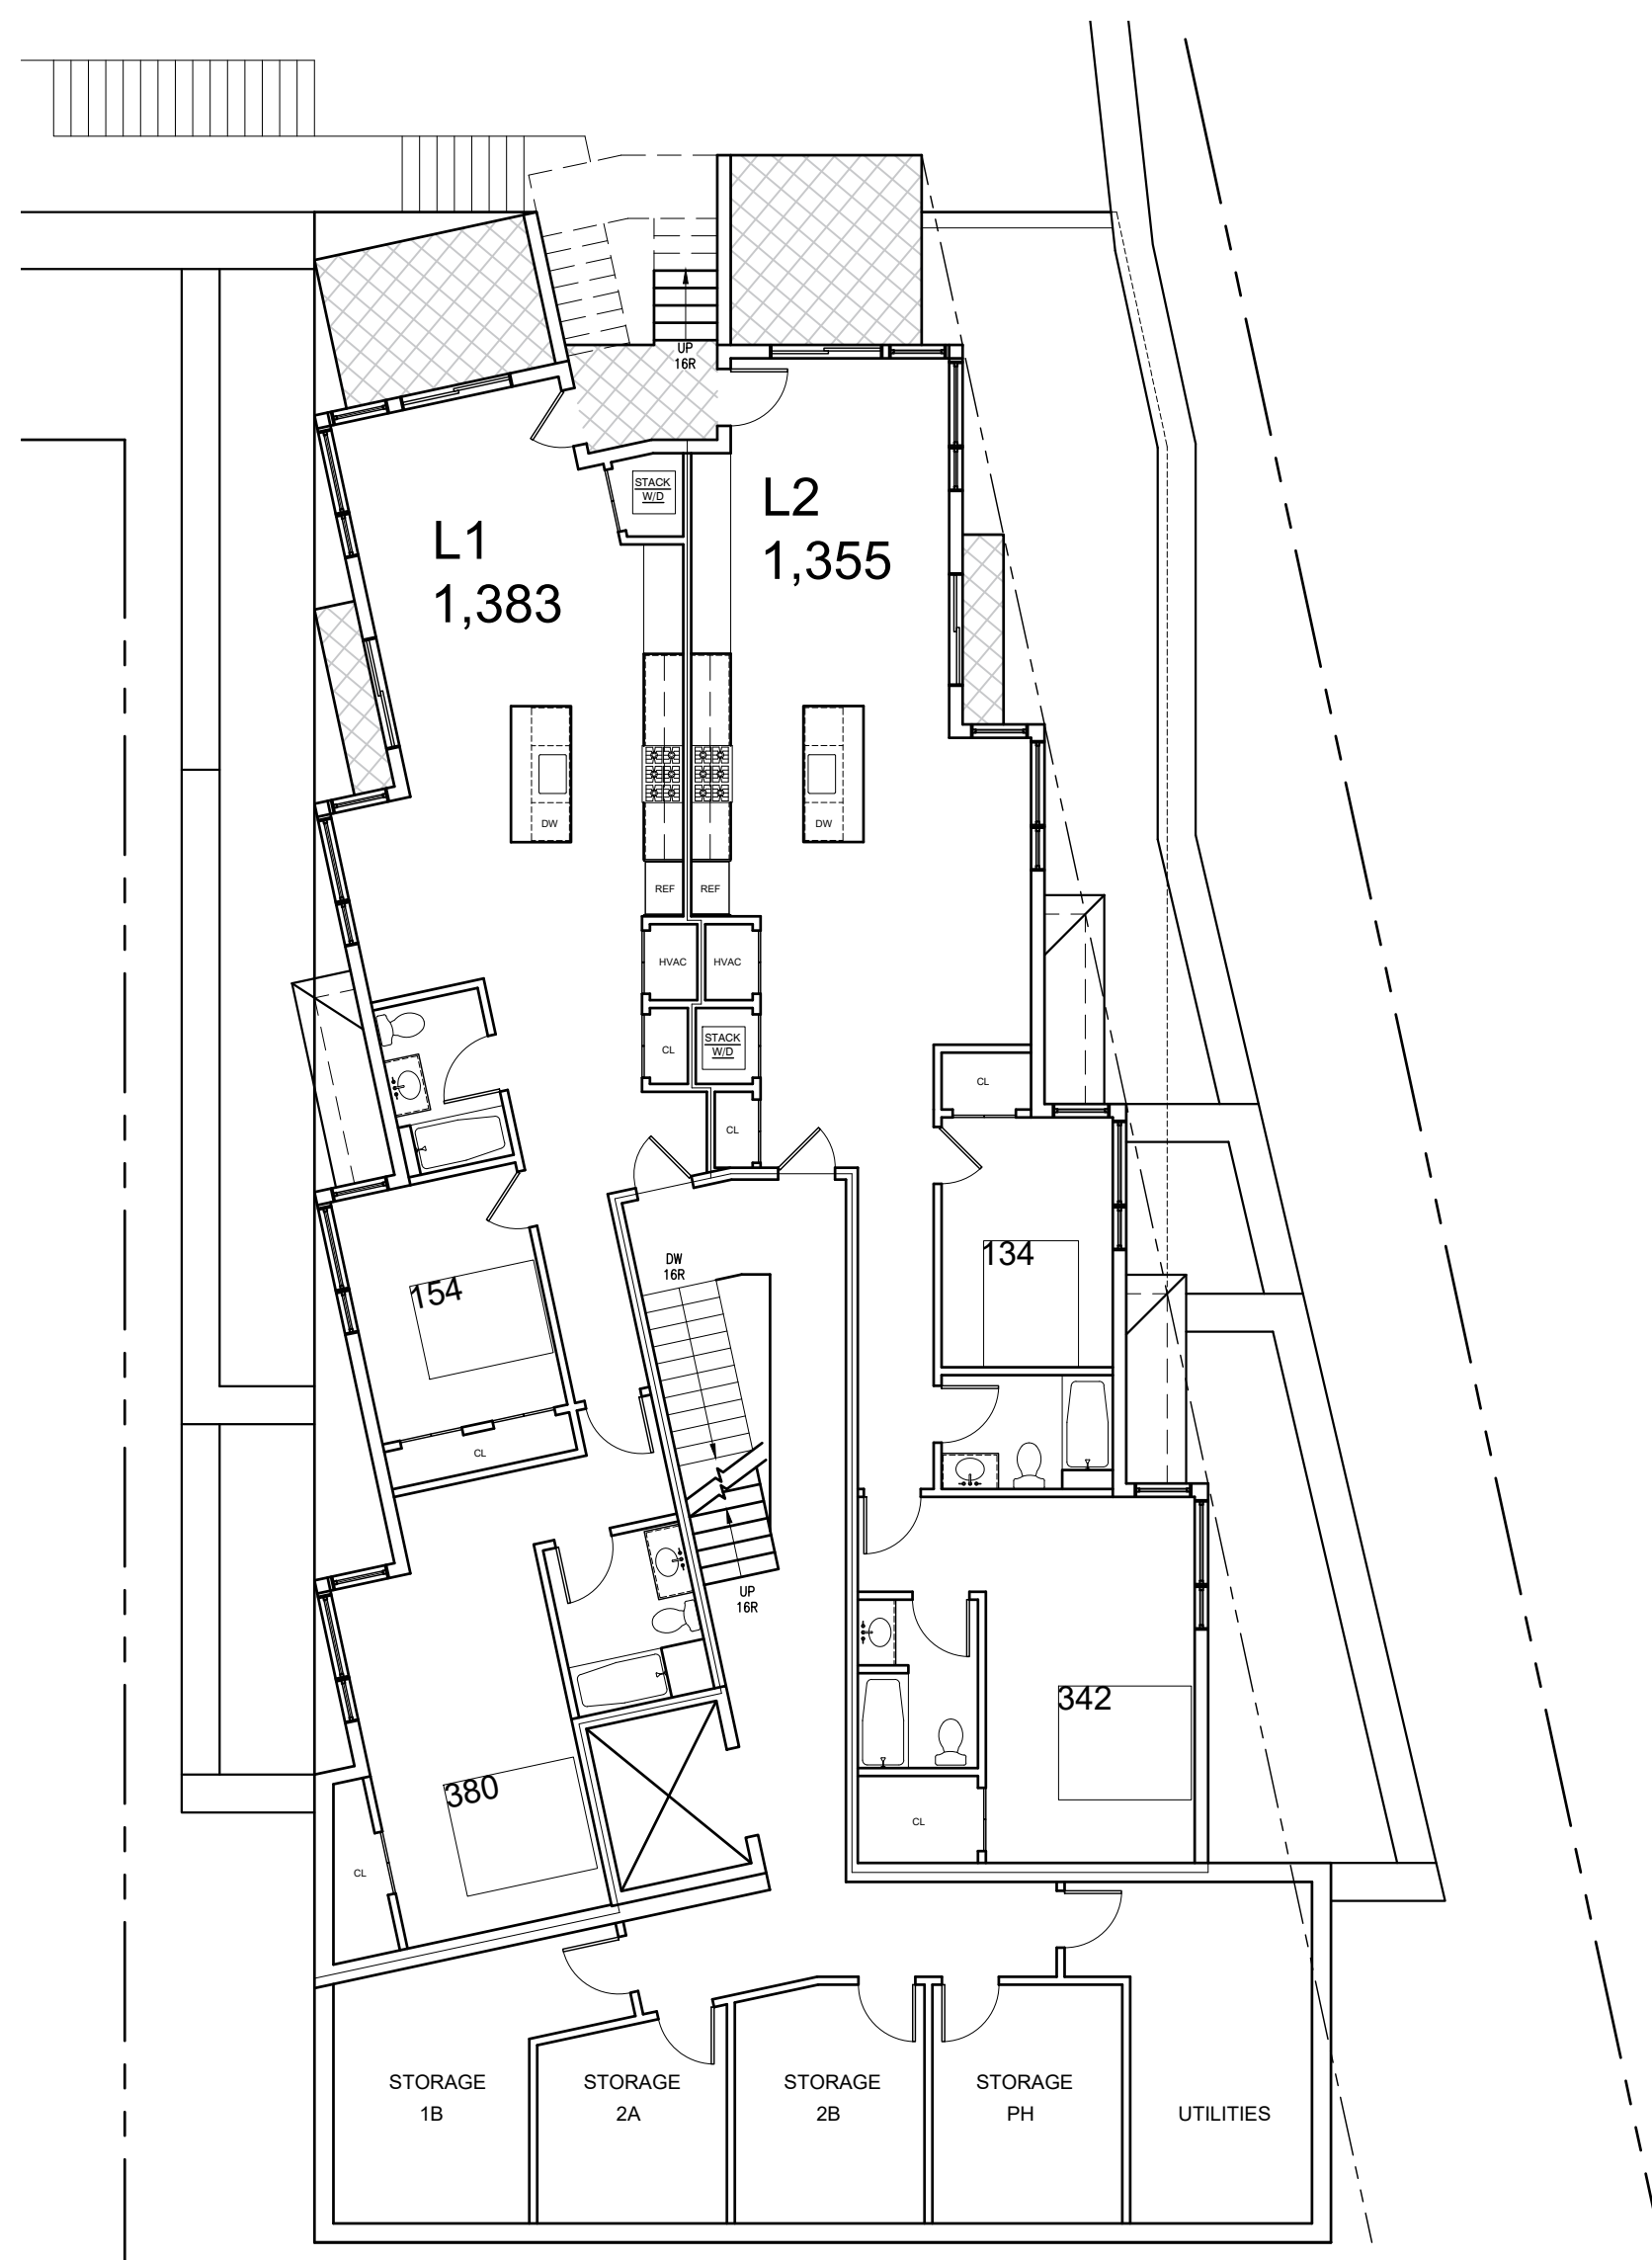 UP
16R
STACK
W/D
L1
1,383
L2
1,355
DW
DW
REF
REF
HVAC
HVAC
CL
STACK
W/D
CL
CL
DW
16R
154
134
CL
UP
16R
380
342
CL
CL
STORAGE
1B
STORAGE
2A
STORAGE
2B
STORAGE
PH
UTILITIES